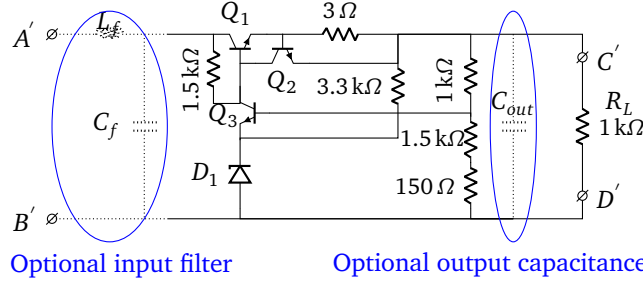 A′
L_f
Q_1
3 Ω
C′
1.5 kΩ
Q_2
3.3 kΩ
1 kΩ
C_out
R_L
1 kΩ
C_f
Q_3
1.5 kΩ
D_1
150 Ω
D′
B′
Optional input filter
Optional output capacitance